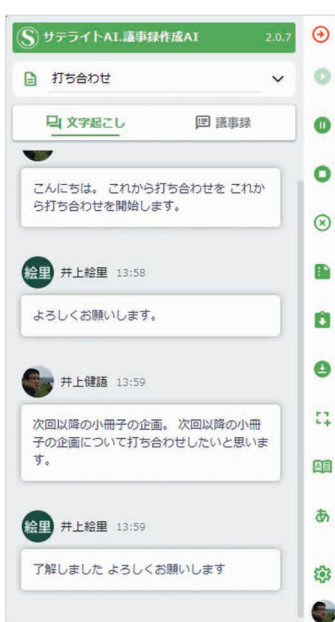 S サテライトAI.議事録作成AI 2.0.7
打ち合わせ
文字起こし 議事録
こんにちは。 これから打ち合わせを これか
ら打ち合わせを開始します。
絵里 井上絵里 13:58
よろしくお願いします。
井上健語 13:59
次回以降の小冊子の企画。 次回以降の小冊
子の企画について打ち合わせしたいと思いま
す。
絵里 井上絵里 13:59
了解しました よろしくお願いします
あ